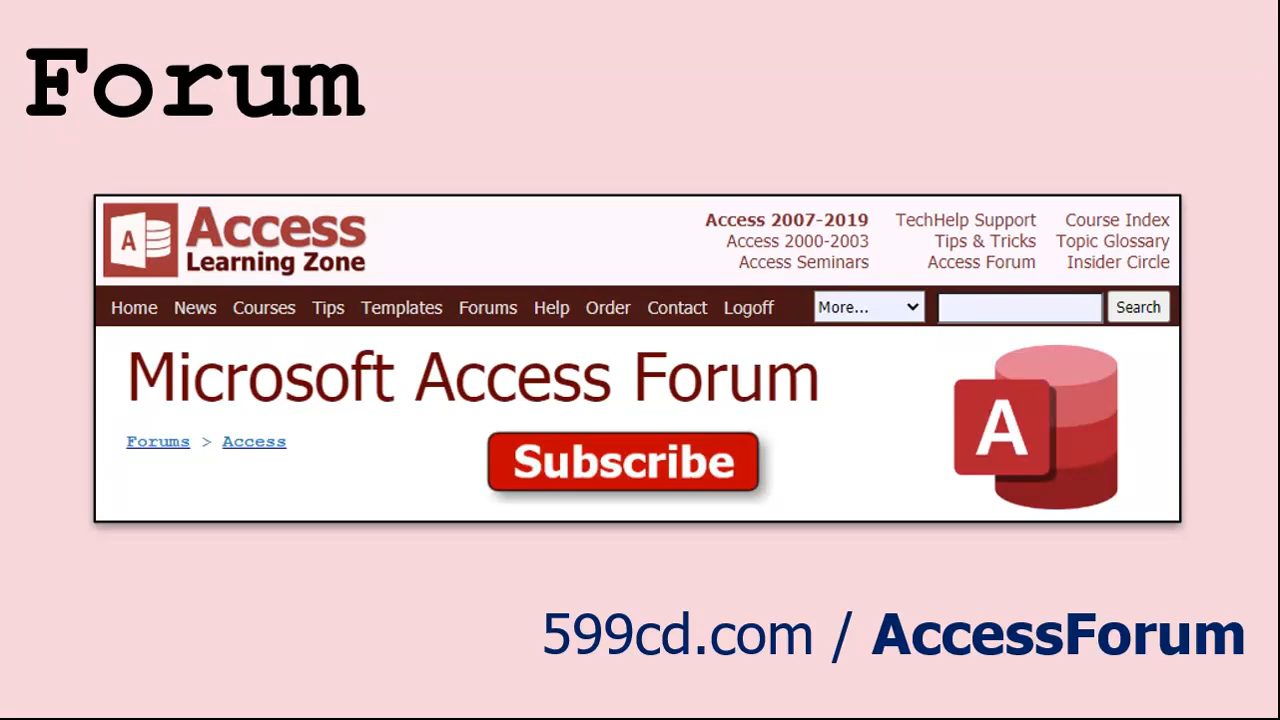 Forum
A
Access
Learning Zone
Access 2007-2019 TechHelp Support Course Index
Access 2000-2003 Tips & Tricks Topic Glossary
Access Seminars Access Forum Insider Circle
Home News Courses Tips Templates Forums Help Order Contact Logoff More... Search
Microsoft Access Forum
Forums > Access
Subscribe
A
599cd.com / AccessForum